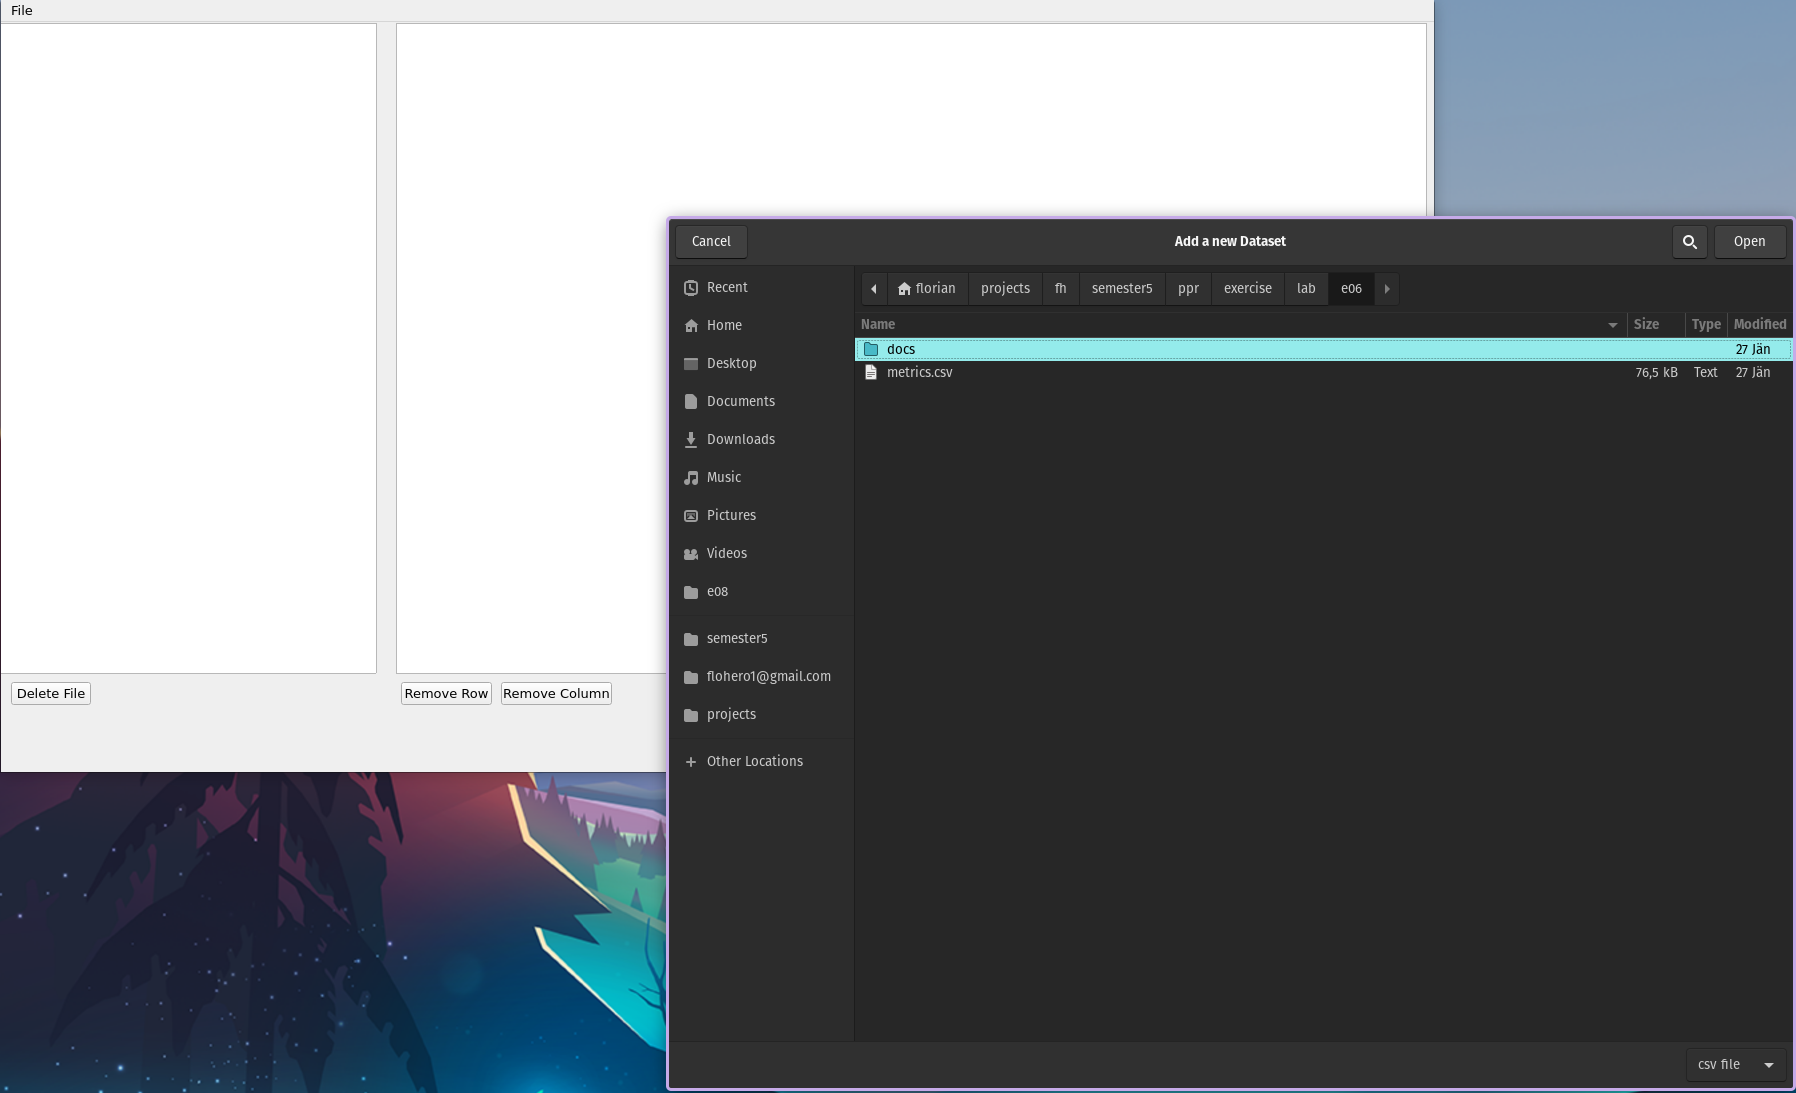 File
Cancel
Add a new Dataset
Open
Recent
Home
Desktop
Documents
Downloads
Music
Pictures
Videos
e08
semester5
flohero1@gmail.com
projects
Other Locations
florian projects fh semester5 ppr exercise lab e06
Name Size Type Modified
docs 27 Jän
metrics.csv 76,5 kB Text 27 Jän
Delete File
Remove Row
Remove Column
csv file